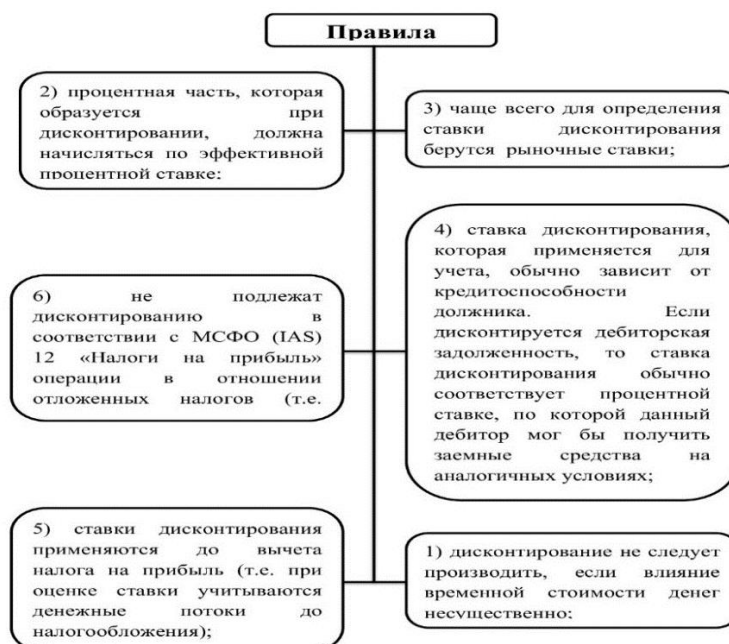 Правила
2) процентная часть, которая
образуется при
дисконтировании, должна
начисляться по эффективной
процентной ставке;
3) чаще всего для определения
ставки дисконтирования
берутся рыночные ставки;
4) ставка дисконтирования,
которая применяется для
учета, обычно зависит от
кредитоспособности
должника. Если
дисконтируется дебиторская
задолженность, то ставка
дисконтирования обычно
соответствует процентной
ставке, по которой данный
дебитор мог бы получить
заемные средства на
аналогичных условиях;
6) не подлежат
дисконтированию в
соответствии с МСФО (IAS)
12 «Налоги на прибыль»
операции в отношении
отложенных налогов (т.е.
5) ставки дисконтирования
применяются до вычета
налога на прибыль (т.е. при
оценке ставки учитываются
денежные потоки до
налогообложения);
1) дисконтирование не следует
производить, если влияние
временной стоимости денег
несущественно;